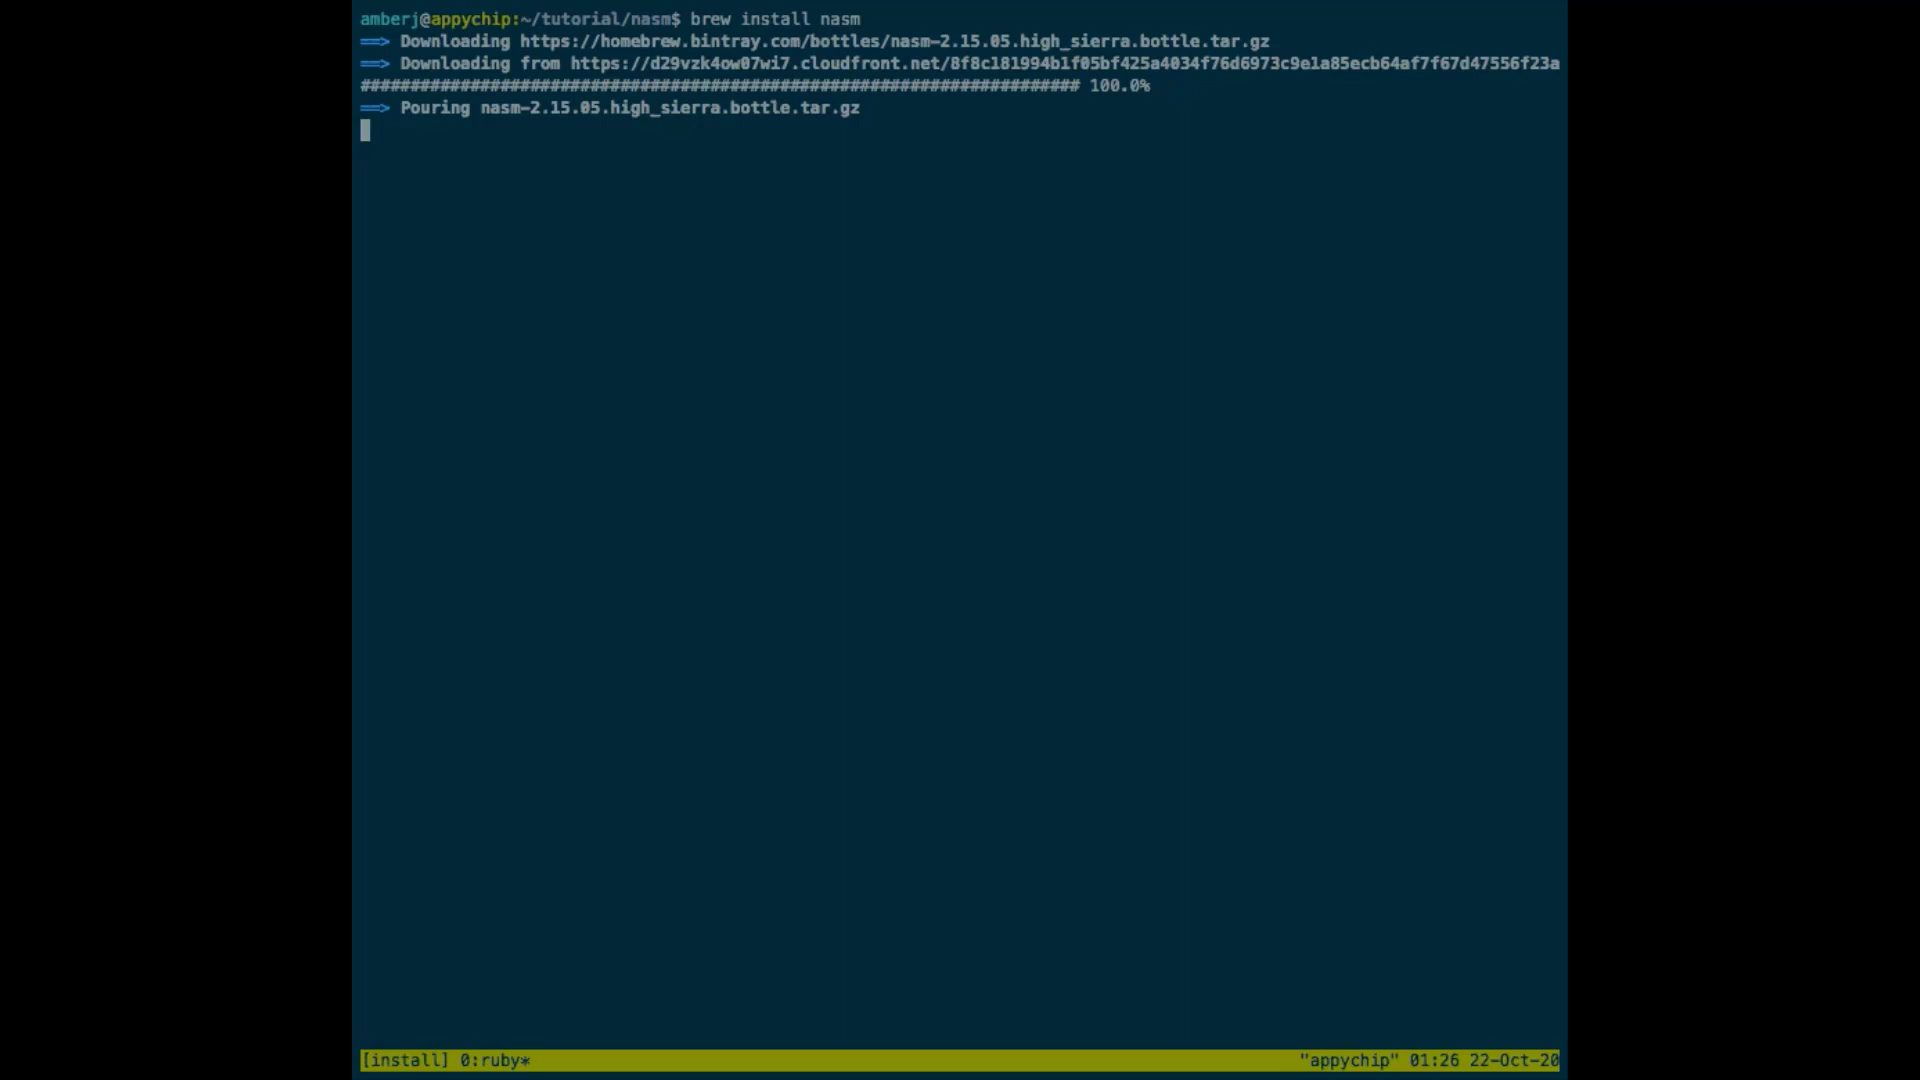 amberj@appychip:~/tutorial/nasm$ brew install nasm
==> Downloading https://homebrew.bintray.com/bottles/nasm-2.15.05.high_sierra.bottle.tar.gz
==> Downloading from https://d29vzk4ow07wi7.cloudfront.net/8f8c181994b1f05bf425a4034f76d6973c9e1a85ecb64af7f67d47556f23a
######################################################################## 100.0%
==> Pouring nasm-2.15.05.high_sierra.bottle.tar.gz
[install] 0:ruby* "appychip" 01:26 22-Oct-20